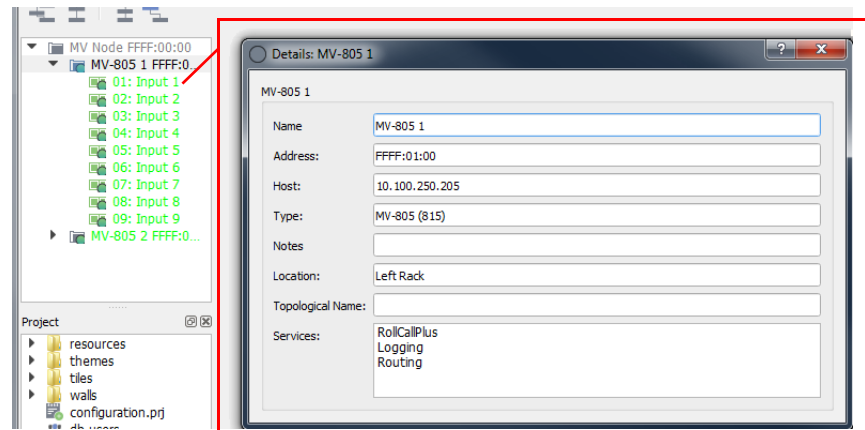 MV Node FFFF:00:00
MV-805 1 FFFF:0...
01: Input 1
02: Input 2
03: Input 3
04: Input 4
05: Input 5
06: Input 6
07: Input 7
08: Input 8
09: Input 9
MV-805 2 FFFF:0...
Project
resources
themes
tiles
walls
configuration.prj
db-users
Details: MV-805 1
?
MV-805 1
Name MV-805 1
Address: FFFF:01:00
Host: 10.100.250.205
Type: MV-805 (815)
Notes
Location: Left Rack
Topological Name:
Services: RollCallPlus
Logging
Routing